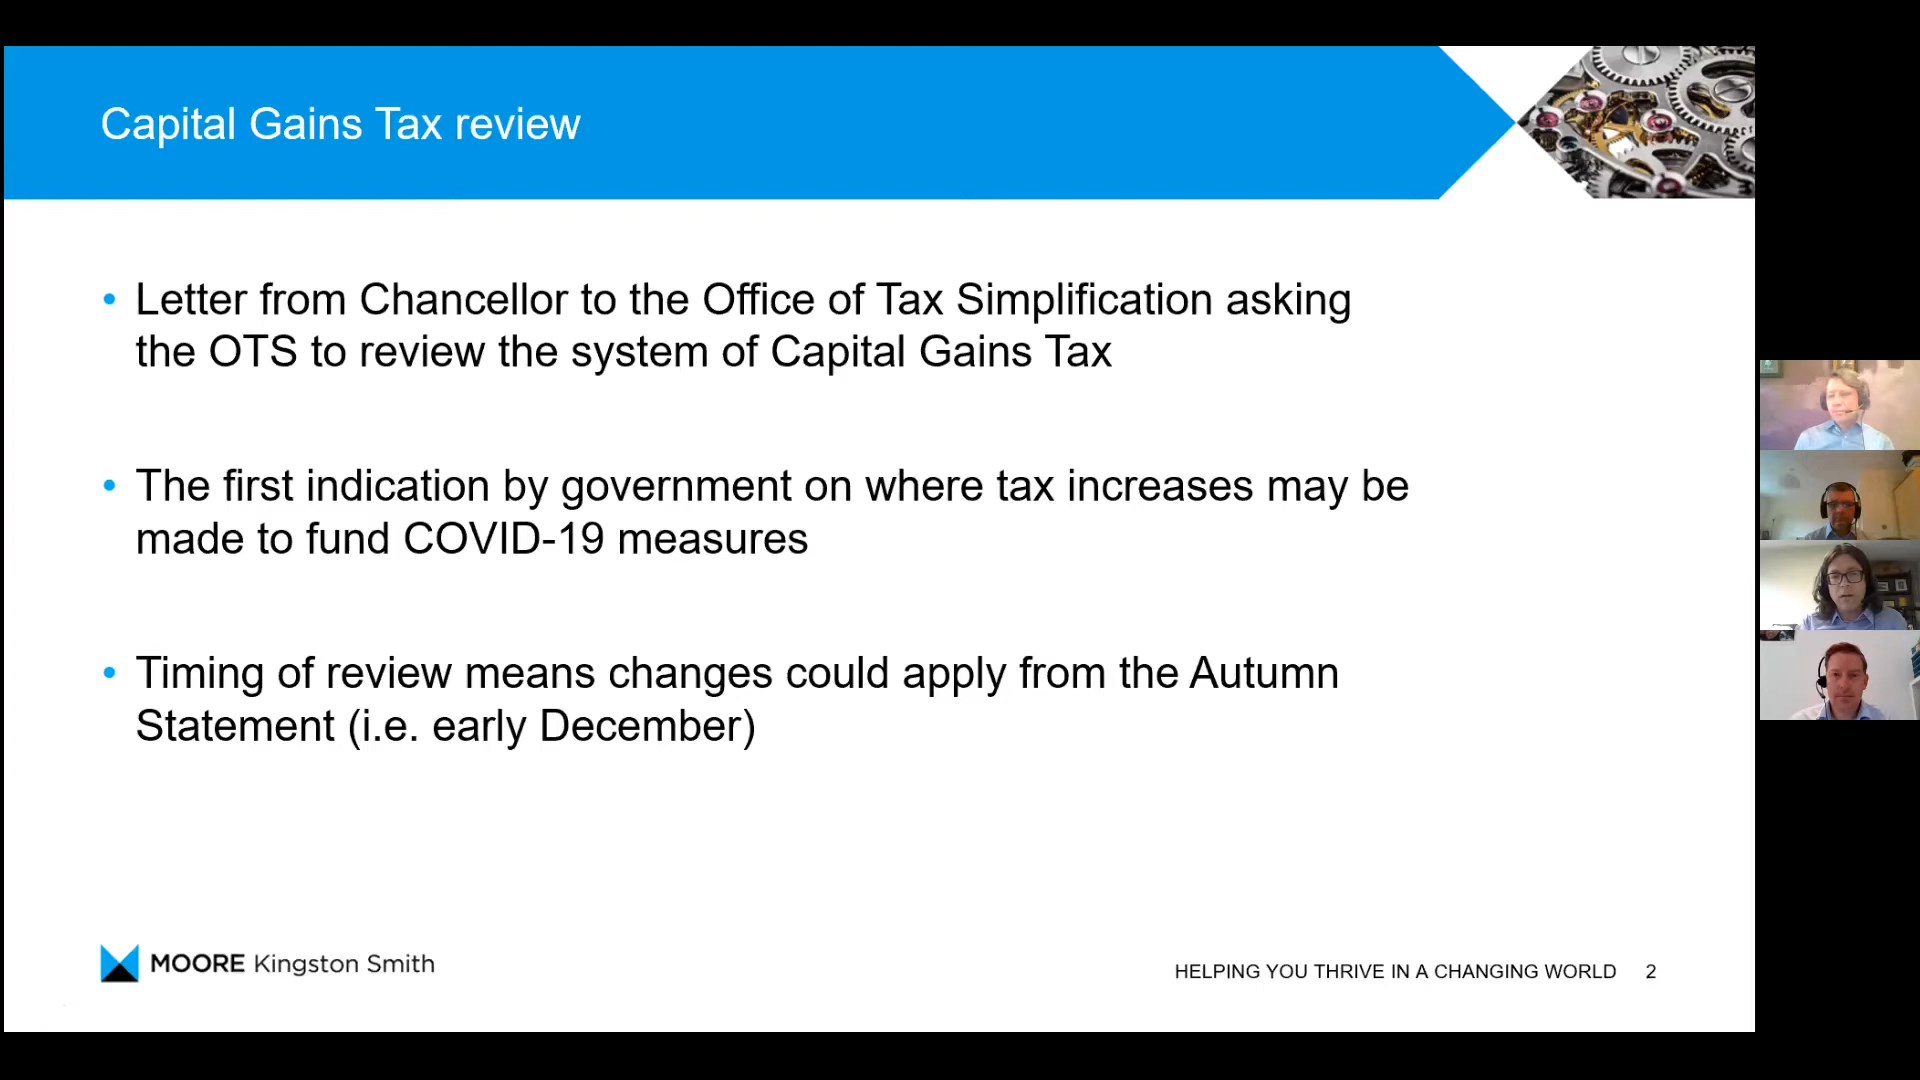 Capital Gains Tax review
• Letter from Chancellor to the Office of Tax Simplification asking
the OTS to review the system of Capital Gains Tax
• The first indication by government on where tax increases may be
made to fund COVID-19 measures
• Timing of review means changes could apply from the Autumn
Statement (i.e. early December)
MOORE Kingston Smith
HELPING YOU THRIVE IN A CHANGING WORLD 2